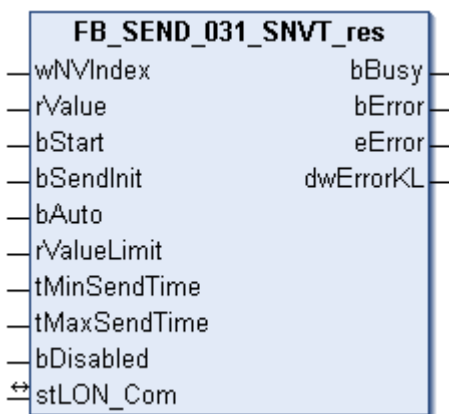 FB_SEND_031_SNVT_res
wNVIndex bBusy
rValue bError
bStart eError
bSendInit dwErrorKL
bAuto
rValueLimit
tMinSendTime
tMaxSendTime
bDisabled
stLON_Com